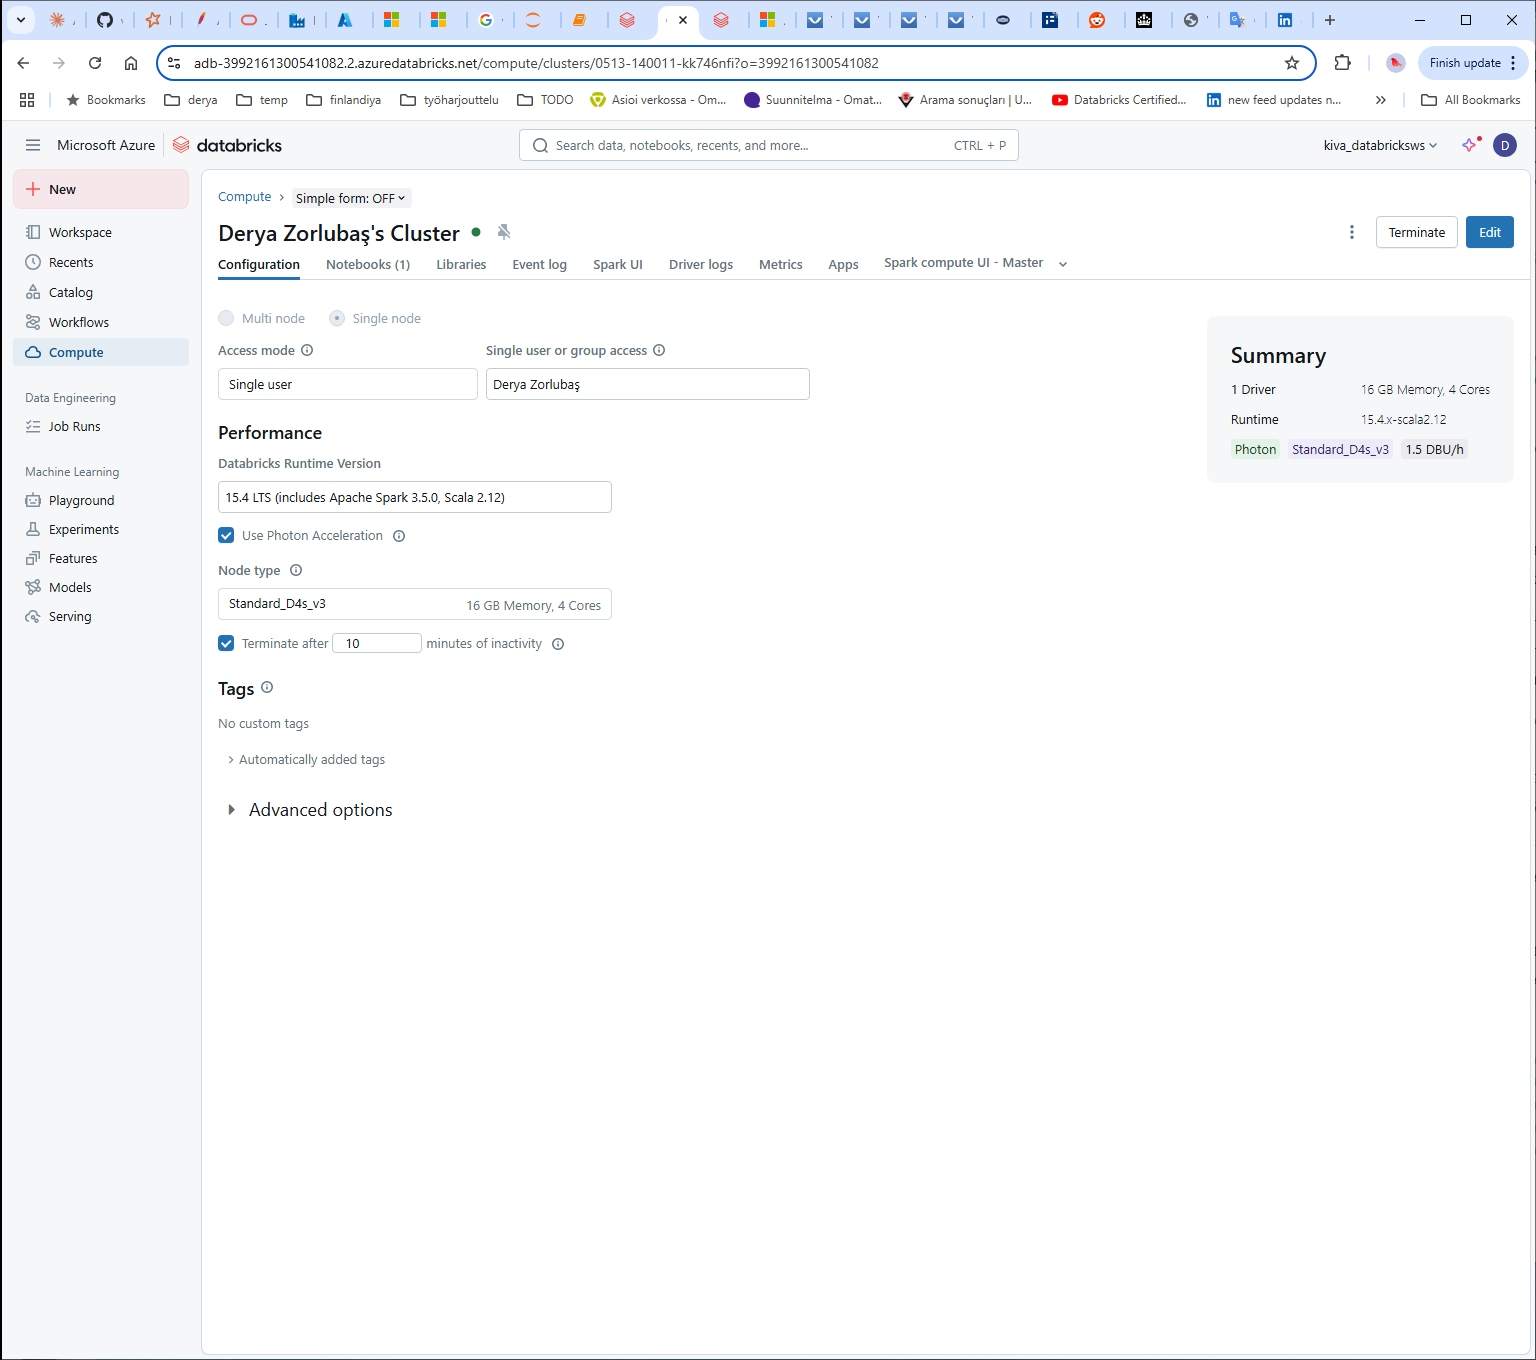 adb-3992161300541082.2.azuredatabricks.net/compute/clusters/0513-140011-kk746nfi?o=3992161300541082
Finish update
Bookmarks
derya
temp
finlandiya
työharjouttelu
TODO
Asioi verkossa - Om...
Suunnitelma - Omat...
Arama sonuçları | U...
Databricks Certified...
new feed updates n...
All Bookmarks
Microsoft Azure
databricks
Search data, notebooks, recents, and more...
CTRL + P
kiva_databricksws
D
New
Workspace
Recents
Catalog
Workflows
Compute
Data Engineering
Job Runs
Machine Learning
Playground
Experiments
Features
Models
Serving
Compute > Simple form: OFF
Derya Zorlubaş's Cluster
Terminate
Edit
Configuration
Notebooks (1)
Libraries
Event log
Spark UI
Driver logs
Metrics
Apps
Spark compute UI - Master
Multi node
Single node
Access mode
Single user or group access
Single user
Derya Zorlubaş
Performance
Databricks Runtime Version
15.4 LTS (includes Apache Spark 3.5.0, Scala 2.12)
Use Photon Acceleration
Node type
Standard_D4s_v3
16 GB Memory, 4 Cores
Terminate after 10 minutes of inactivity
Tags
No custom tags
Automatically added tags
Advanced options
Summary
1 Driver
16 GB Memory, 4 Cores
Runtime
15.4.x-scala2.12
Photon
Standard_D4s_v3
1.5 DBU/h